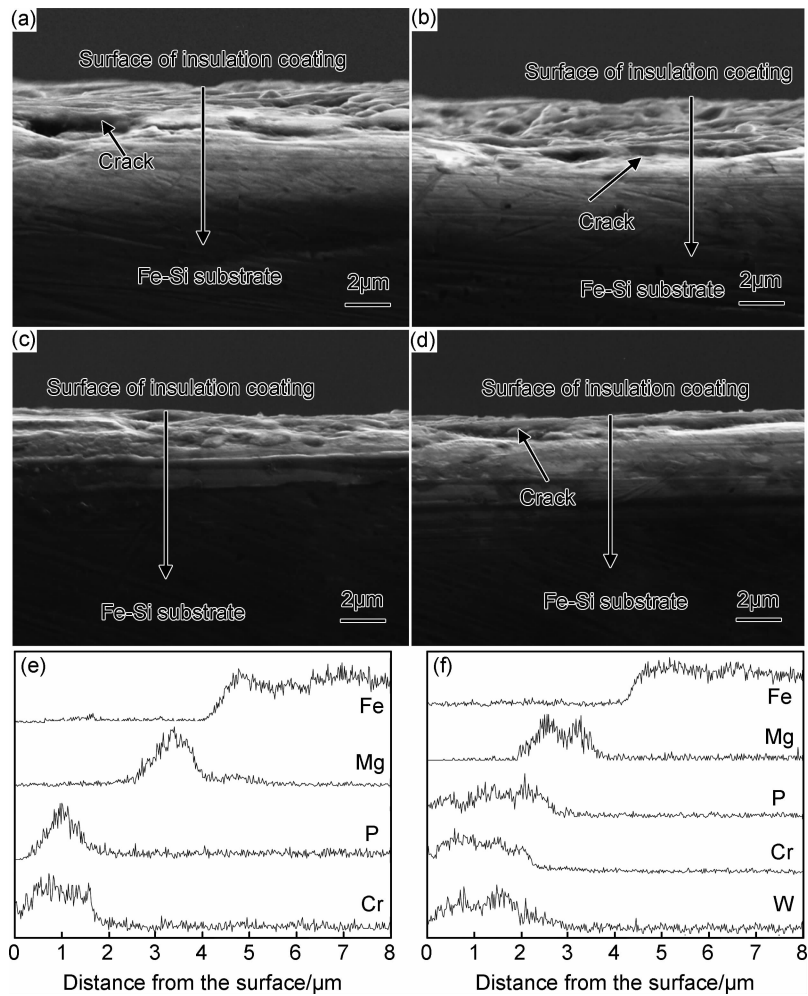 (a)
Surface of insulation coating
Crack
Fe-Si substrate
2μm
(b)
Surface of insulation coating
Crack
Fe-Si substrate
2μm
(c)
Surface of insulation coating
Fe-Si substrate
2μm
(d)
Surface of insulation coating
Crack
Fe-Si substrate
2μm
(e)
Fe
Mg
P
Cr
0 1 2 3 4 5 6 7 8
Distance from the surface/μm
(f)
Fe
Mg
P
Cr
W
0 1 2 3 4 5 6 7 8
Distance from the surface/μm